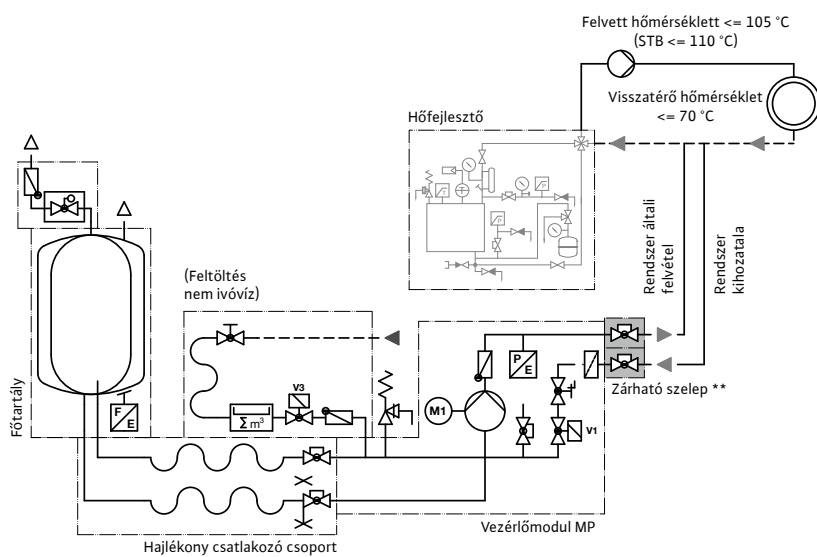 Felvett hőmérséklett <= 105 °C
(STB <= 110 °C)
Visszatérő hőmérséklet
<= 70 °C
Hőfejlesztő
Rendszer általi
felvétel
Rendszer
kihozatala
(Feltöltés
nem ivóvíz)
Főtartály
F
E
Σ m³
V3
M1
P
E
V1
Zárható szelep **
Vezérlőmodul MP
Hajlékony csatlakozó csoport